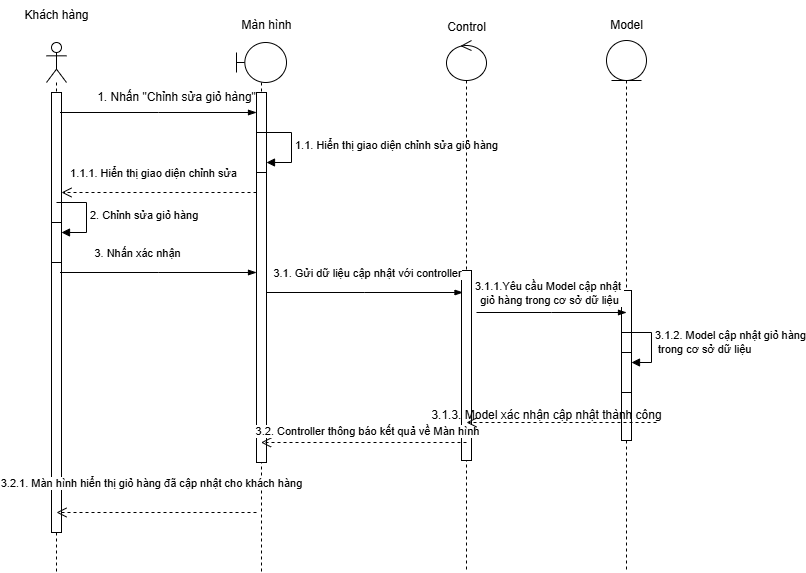 Khách hàng
Màn hình
Control
Model
1. Nhấn "Chỉnh sửa giỏ hàng"
1.1. Hiển thị giao diện chỉnh sửa giỏ hàng
1.1.1. Hiển thị giao diện chỉnh sửa
2. Chỉnh sửa giỏ hàng
3. Nhấn xác nhận
3.1. Gửi dữ liệu cập nhật với controller
3.1.1.Yêu cầu Model cập nhật
giỏ hàng trong cơ sở dữ liệu
3.1.2. Model cập nhật giỏ hàng
trong cơ sở dữ liệu
3.1.3. Model xác nhận cập nhật thành công
3.2. Controller thông báo kết quả về Màn hình
3.2.1. Màn hình hiển thị giỏ hàng đã cập nhật cho khách hàng